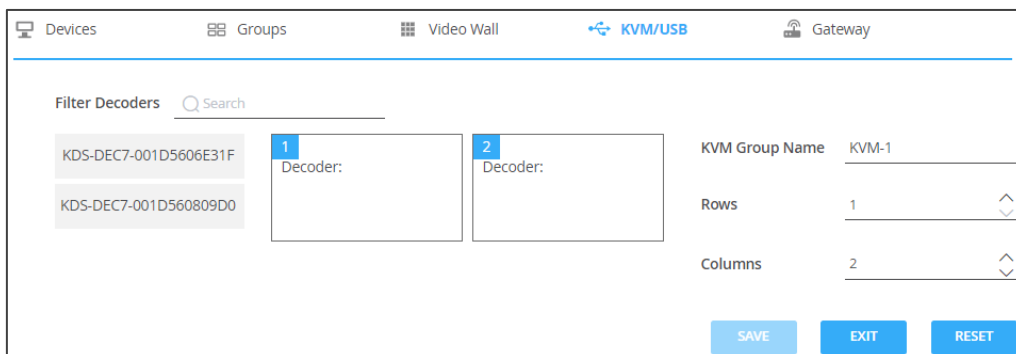 Devices
Groups
Video Wall
KVM/USB
Gateway
Filter Decoders
Search
KDS-DEC7-001D5606E31F
KDS-DEC7-001D560809D0
1
Decoder:
2
Decoder:
KVM Group Name
KVM-1
Rows
1
Columns
2
SAVE
EXIT
RESET